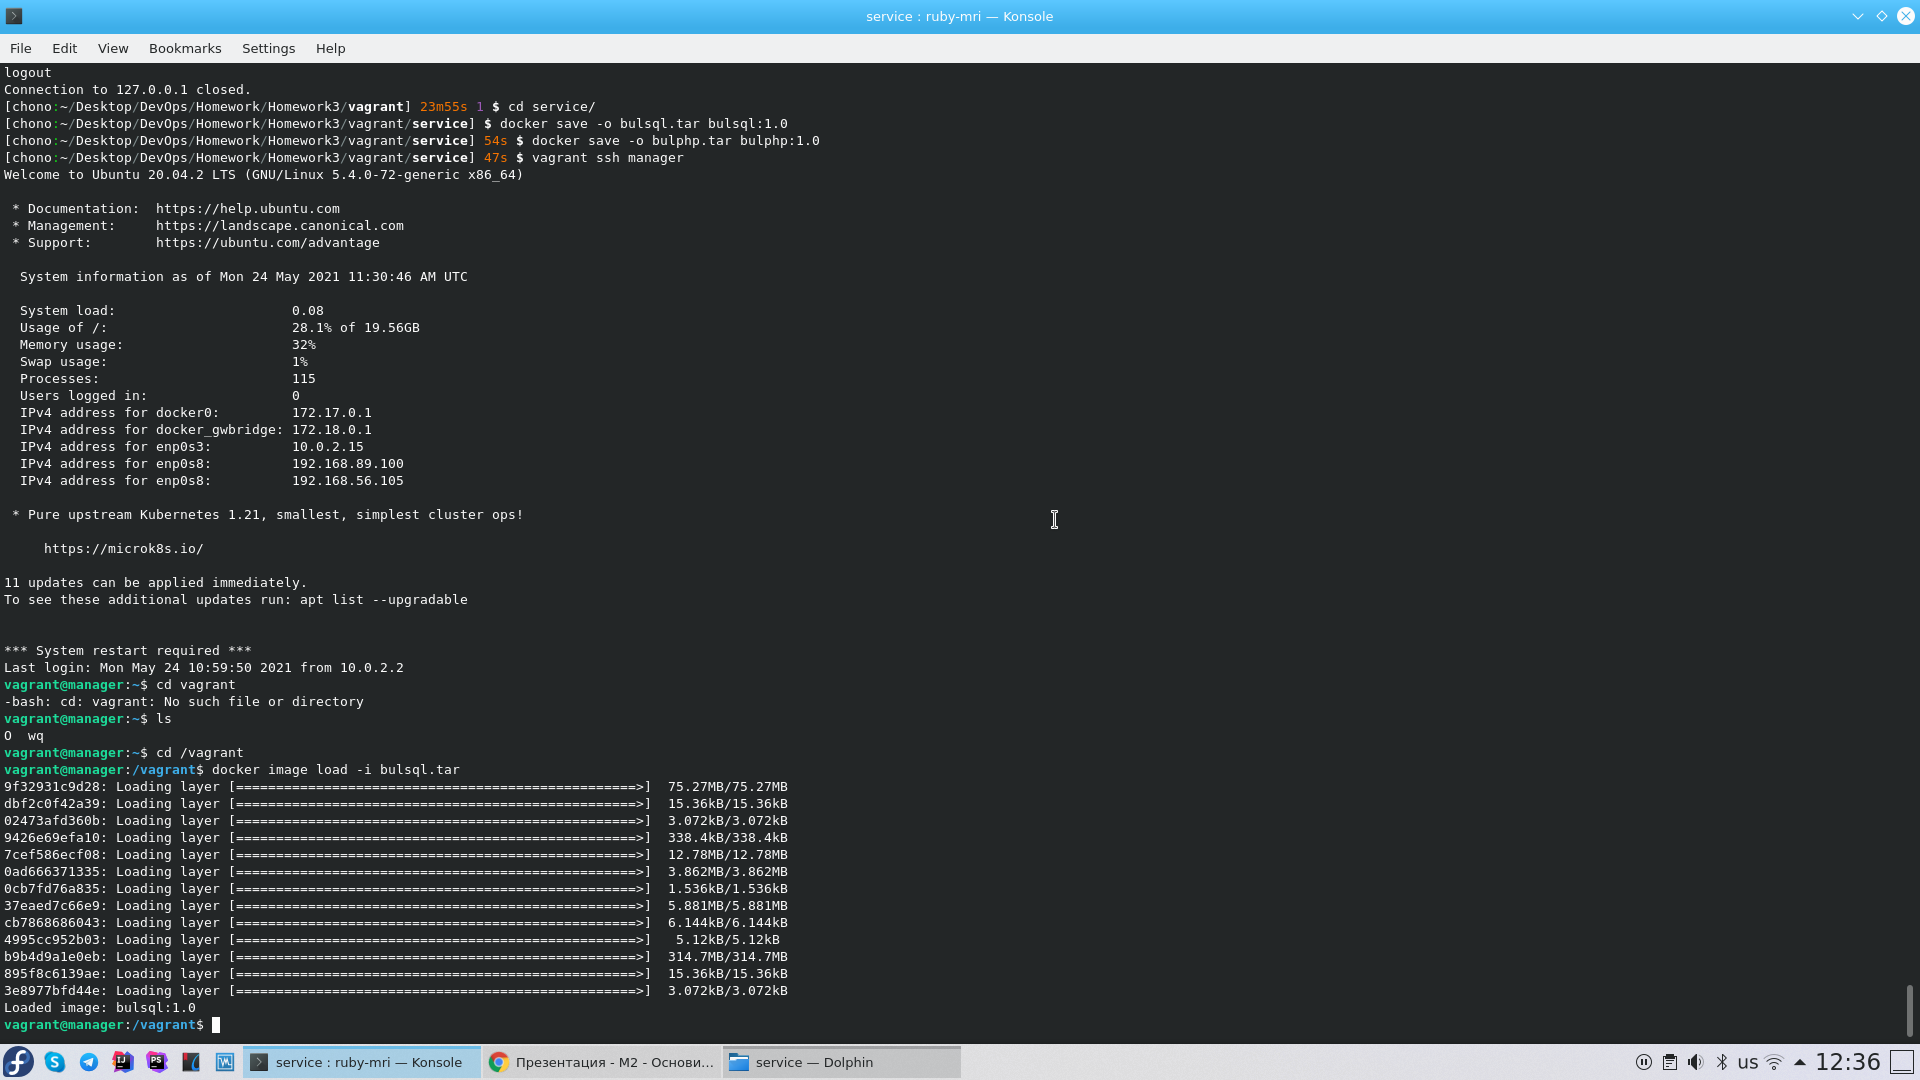 service : ruby-mri — Konsole
File Edit View Bookmarks Settings Help
logout
Connection to 127.0.0.1 closed.
[chono:~/Desktop/DevOps/Homework/Homework3/vagrant] 23m55s 1 $ cd service/
[chono:~/Desktop/DevOps/Homework/Homework3/vagrant/service] $ docker save -o bulsql.tar bulsql:1.0
[chono:~/Desktop/DevOps/Homework/Homework3/vagrant/service] 54s $ docker save -o bulphp.tar bulphp:1.0
[chono:~/Desktop/DevOps/Homework/Homework3/vagrant/service] 47s $ vagrant ssh manager
Welcome to Ubuntu 20.04.2 LTS (GNU/Linux 5.4.0-72-generic x86_64)
* Documentation: https://help.ubuntu.com
* Management: https://landscape.canonical.com
* Support: https://ubuntu.com/advantage
System information as of Mon 24 May 2021 11:30:46 AM UTC
System load: 0.08
Usage of /: 28.1% of 19.56GB
Memory usage: 32%
Swap usage: 1%
Processes: 115
Users logged in: 0
IPv4 address for docker0: 172.17.0.1
IPv4 address for docker_gwbridge: 172.18.0.1
IPv4 address for enp0s3: 10.0.2.15
IPv4 address for enp0s8: 192.168.89.100
IPv4 address for enp0s8: 192.168.56.105
* Pure upstream Kubernetes 1.21, smallest, simplest cluster ops!
https://microk8s.io/
11 updates can be applied immediately.
To see these additional updates run: apt list --upgradable
*** System restart required ***
Last login: Mon May 24 10:59:50 2021 from 10.0.2.2
vagrant@manager:~$ cd vagrant
-bash: cd: vagrant: No such file or directory
vagrant@manager:~$ ls
O wq
vagrant@manager:~$ cd /vagrant
vagrant@manager:/vagrant$ docker image load -i bulsql.tar
9f32931c9d28: Loading layer [==================================================>] 75.27MB/75.27MB
dbf2c0f42a39: Loading layer [==================================================>] 15.36kB/15.36kB
02473afd360b: Loading layer [==================================================>] 3.072kB/3.072kB
9426e69efa10: Loading layer [==================================================>] 338.4kB/338.4kB
7cef586ecf08: Loading layer [==================================================>] 12.78MB/12.78MB
0ad666371335: Loading layer [==================================================>] 3.862MB/3.862MB
0cb7fd76a835: Loading layer [==================================================>] 1.536kB/1.536kB
37eaed7c66e9: Loading layer [==================================================>] 5.881MB/5.881MB
cb7868686043: Loading layer [==================================================>] 6.144kB/6.144kB
4995cc952b03: Loading layer [==================================================>] 5.12kB/5.12kB
b9b4d9a1e0eb: Loading layer [==================================================>] 314.7MB/314.7MB
895f8c6139ae: Loading layer [==================================================>] 15.36kB/15.36kB
3e8977bfd44e: Loading layer [==================================================>] 3.072kB/3.072kB
Loaded image: bulsql:1.0
vagrant@manager:/vagrant$
service : ruby-mri — Konsole Презентация - M2 - Основи... service — Dolphin us 12:36